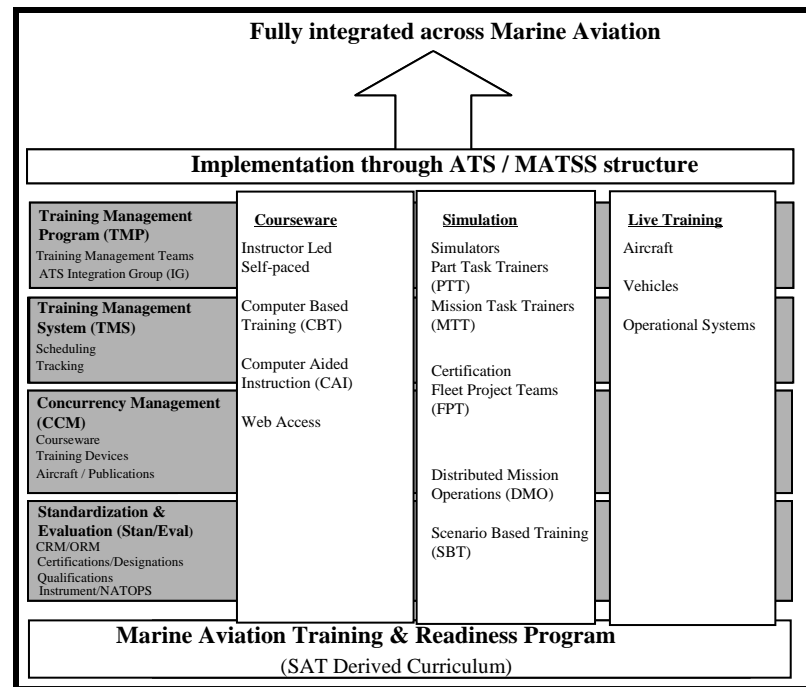 Fully integrated across Marine Aviation
Implementation through ATS / MATSS structure
Training Management
Program (TMP)
Training Management Teams
ATS Integration Group (IG)
Training Management
System (TMS)
Scheduling
Tracking
Concurrency Management
(CCM)
Courseware
Training Devices
Aircraft / Publications
Standardization &
Evaluation (Stan/Eval)
CRM/ORM
Certifications/Designations
Qualifications
Instrument/NATOPS
Courseware
Instructor Led
Self-paced
Computer Based
Training (CBT)
Computer Aided
Instruction (CAI)
Web Access
Simulation
Simulators
Part Task Trainers
(PTT)
Mission Task Trainers
(MTT)
Certification
Fleet Project Teams
(FPT)
Distributed Mission
Operations (DMO)
Scenario Based Training
(SBT)
Live Training
Aircraft
Vehicles
Operational Systems
Marine Aviation Training & Readiness Program
(SAT Derived Curriculum)